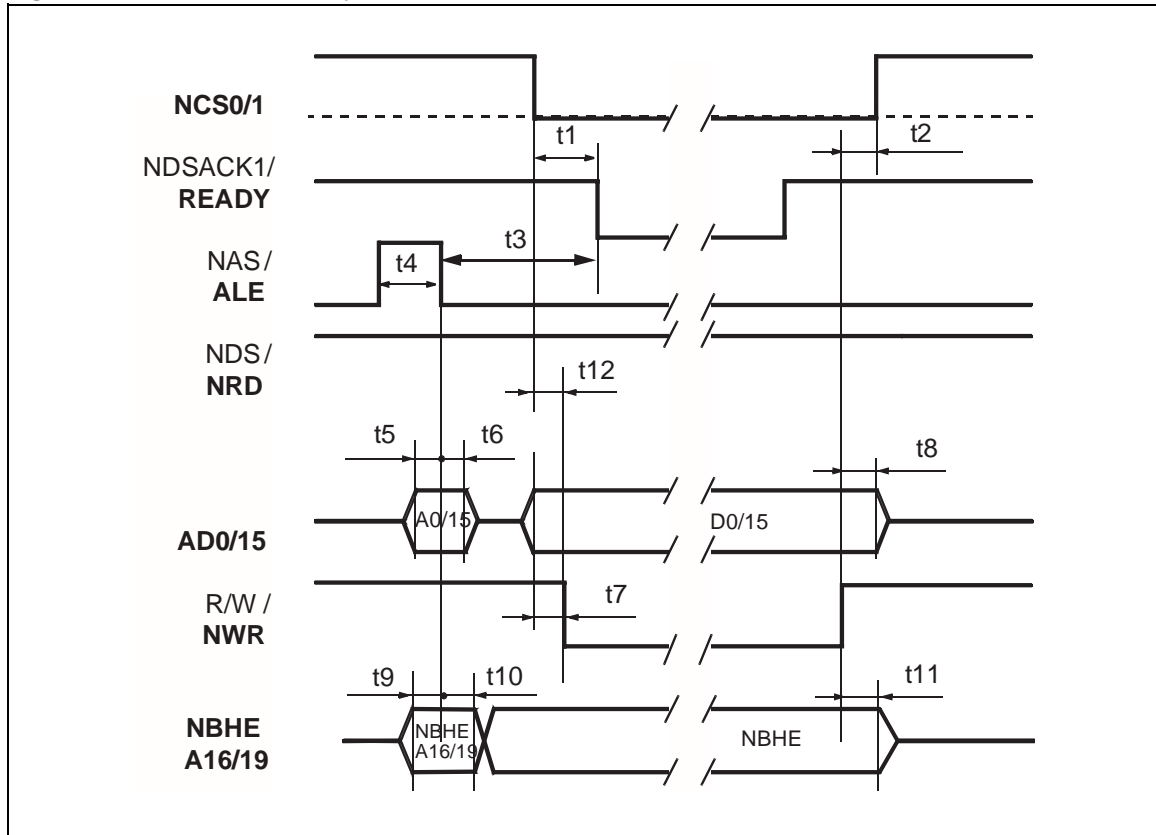 NCS0/1
t1
t2
NDSACK1/
READY
t3
NAS/
t4
ALE
NDS/
NRD
t12
t5
t6
t8
A0/15
D0/15
AD0/15
R/W /
t7
NWR
t9
t10
t11
NBHE
NBHE
NBHE
A16/19
A16/19